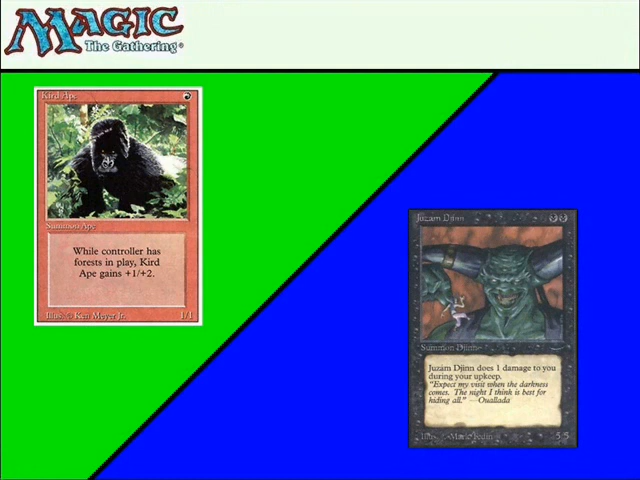 MAGIC
The Gathering®
Kird Ape
Summon Ape
While controller has
forests in play, Kird
Ape gains +1/+2.
Illus. © Ken Meyer Jr. 1/1
Juzám Djinn
Summon Djinn
Juzám Djinn does 1 damage to you
during your upkeep.
"Expect my visit when the darkness
comes. The night I think is best for
hiding all." —Ouallada
Illus. © Mark Tedin 5/5